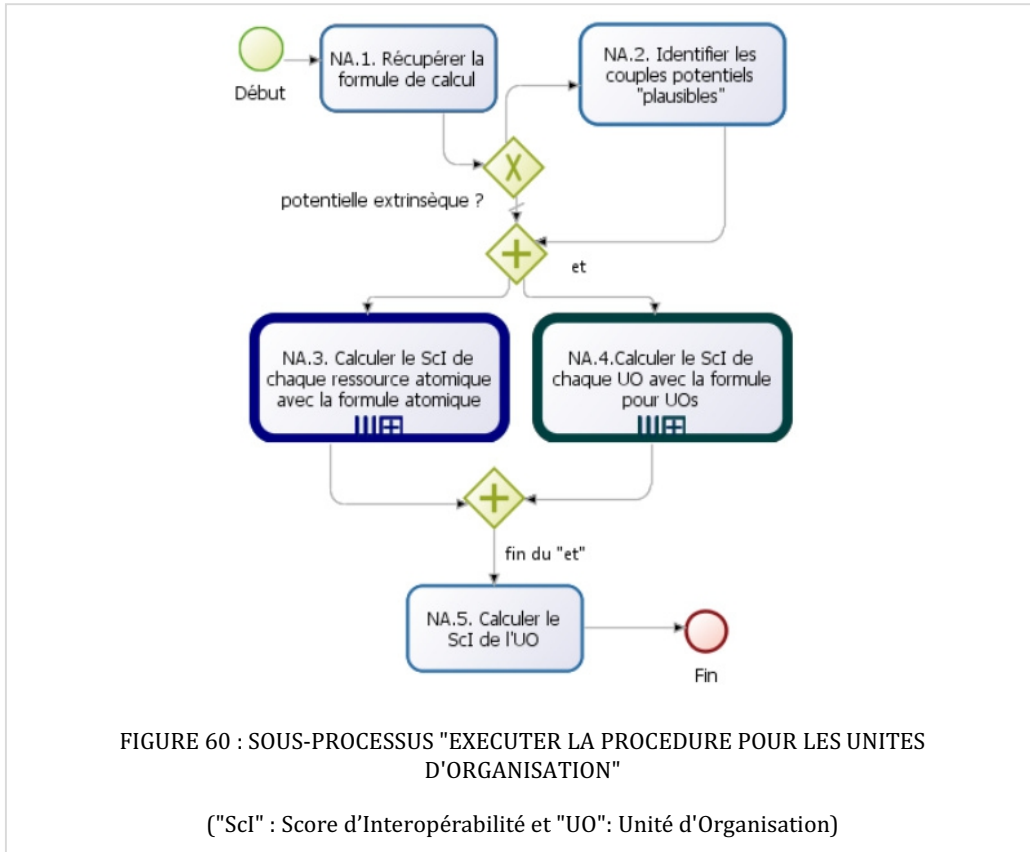 NA.1. Récupérer la
formule de calcul
NA.2. Identifier les
couples potentiels
"plausibles"
Début
potentielle extrinsèque ?
et
NA.3. Calculer le ScI de
chaque ressource atomique
avec la formule atomique
NA.4.Calculer le ScI de
chaque UO avec la formule
pour UOs
fin du "et"
NA.5. Calculer le
ScI de l'UO
Fin
FIGURE 60 : SOUS-PROCESSUS "EXECUTER LA PROCEDURE POUR LES UNITES
D'ORGANISATION"
("ScI" : Score d’Interopérabilité et "UO": Unité d'Organisation)